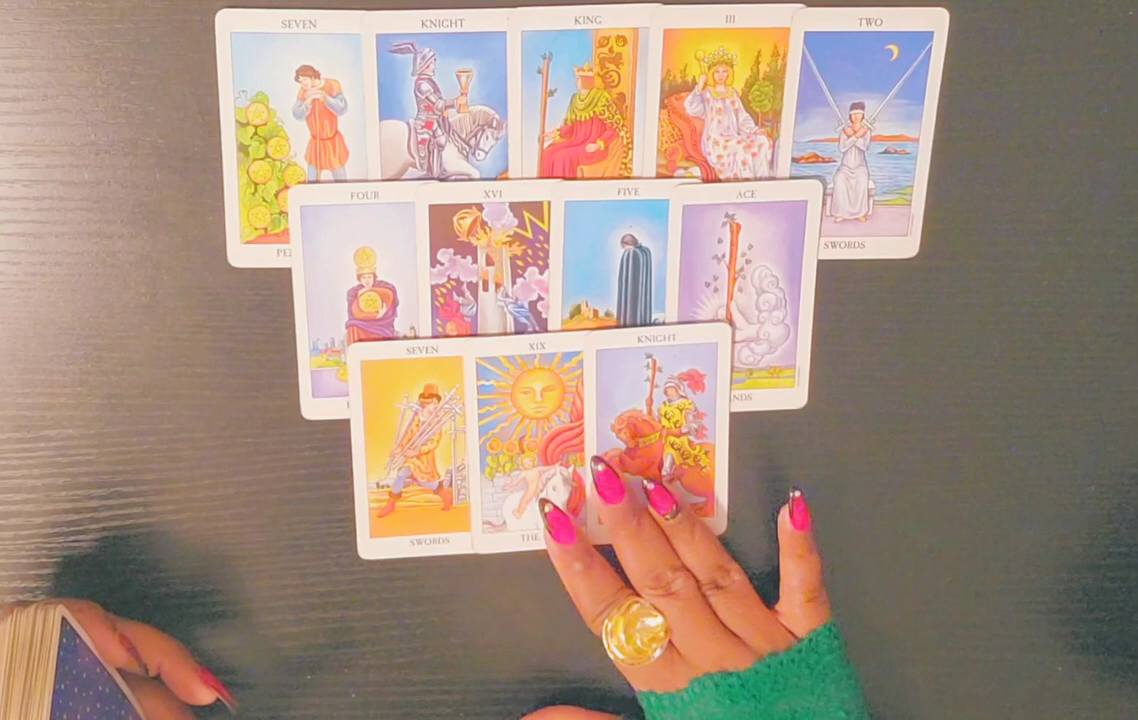 SEVEN
KNIGHT
KING
III
TWO
PE
SWORDS
FOUR
XVI
FIVE
ACE
NDS
SEVEN
XIX
KNIGHT
SWORDS
THE